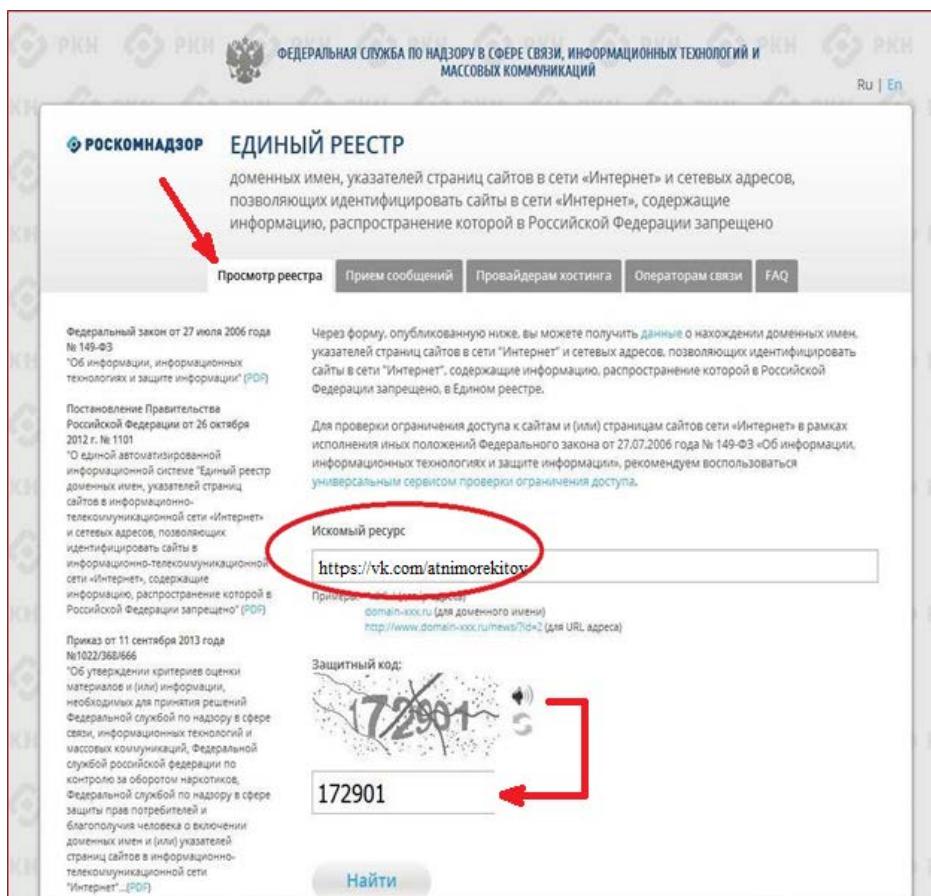 ФЕДЕРАЛЬНАЯ СЛУЖБА ПО НАДЗОРУ В СФЕРЕ СВЯЗИ, ИНФОРМАЦИОННЫХ ТЕХНОЛОГИЙ И
МАССОВЫХ КОММУНИКАЦИЙ
Ru | En
РОСКОМНАДЗОР
ЕДИНЫЙ РЕЕСТР
доменных имен, указателей страниц сайтов в сети «Интернет» и сетевых адресов,
позволяющих идентифицировать сайты в сети «Интернет», содержащие
информацию, распространение которой в Российской Федерации запрещено
Просмотр реестра
Прием сообщений
Провайдерам хостинга
Операторам связи
FAQ
Федеральный закон от 27 июля 2006 года
№ 149-ФЗ
"Об информации, информационных
технологиях и защите информации" (PDF)
Постановление Правительства
Российской Федерации от 26 октября
2012 г. № 1101
"О единой автоматизированной
информационной системе "Единый реестр
доменных имен, указателей страниц
сайтов в информационно-
телекоммуникационной сети «Интернет»
и сетевых адресов, позволяющих
идентифицировать сайты в
информационно-телекоммуникационной
сети «Интернет», содержащие
информацию, распространение которой в
Российской Федерации запрещено" (PDF)
Приказ от 11 сентября 2013 года
№1022/368/666
"Об утверждении критериев оценки
материалов и (или) информации,
необходимых для принятия решений
Федеральной службой по надзору в сфере
связи, информационных технологий и
массовых коммуникаций, Федеральной
службой российской федерации по
контролю за оборотом наркотиков,
Федеральной службой по надзору в сфере
защиты прав потребителей и
благополучия человека о включении
доменных имен и (или) указателей
страниц сайтов в информационно-
телекоммуникационной сети
"Интернет"...(PDF)
Через форму, опубликованную ниже, вы можете получить данные о нахождении доменных имен,
указателей страниц сайтов в сети "Интернет" и сетевых адресов, позволяющих идентифицировать
сайты в сети "Интернет", содержащие информацию, распространение которой в Российской
Федерации запрещено, в Едином реестре.
Для проверки ограничения доступа к сайтам и (или) страницам сайтов сети «Интернет» в рамках
исполнения иных положений Федерального закона от 27.07.2006 года № 149-ФЗ «Об информации,
информационных технологиях и защите информации», рекомендуем воспользоваться
универсальным сервисом проверки ограничения доступа.
Искомый ресурс
https://vk.com/atnimorekitov
адреса)
domain-xxx.ru (для доменного имени)
http://www.domain-xxx.ru/news/?id=2 (для URL адреса)
Защитный код:
172901
172901
Найти